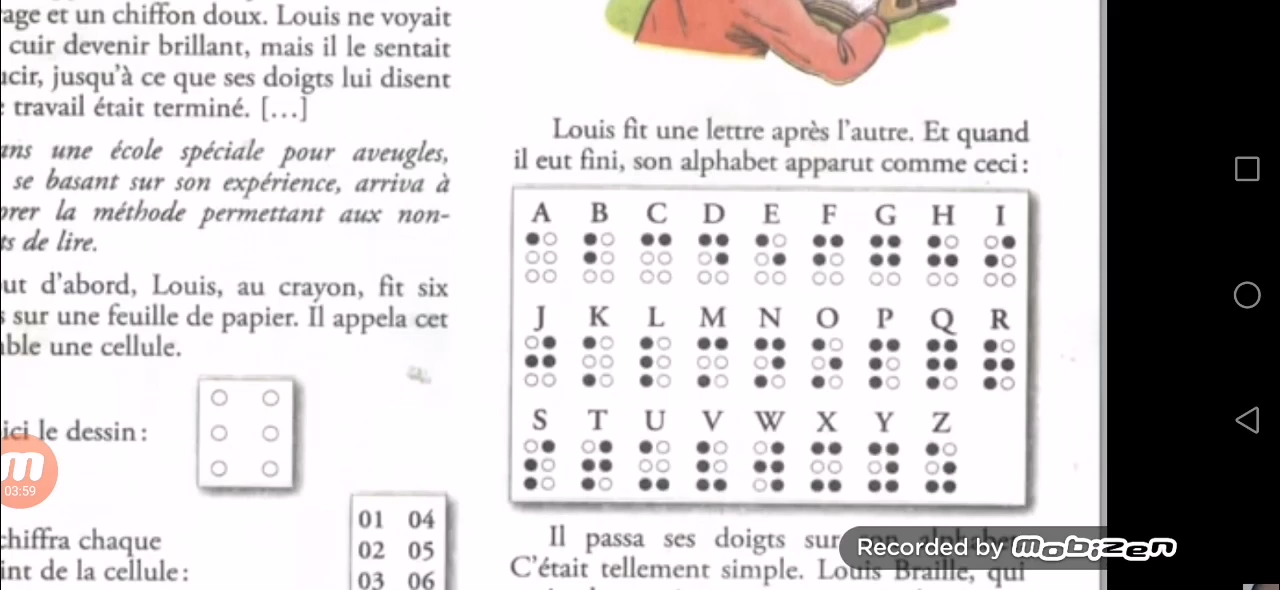 age et un chiffon doux. Louis ne voyait
cuir devenir brillant, mais il le sentait
cir, jusqu'à ce que ses doigts lui disent
travail était terminé. […]
ns une école spéciale pour aveugles,
se basant sur son expérience, arriva à
rer la méthode permettant aux non-
ts de lire.
ut d'abord, Louis, au crayon, fit six
s sur une feuille de papier. Il appela cet
ble une cellule.
ici le dessin :
03:59
chiffra chaque
int de la cellule :
01 04
02 05
03 06
Louis fit une lettre après l'autre. Et quand
il eut fini, son alphabet apparut comme ceci :
A B C D E F G H I
J K L M N O P Q R
S T U V W X Y Z
Il passa ses doigts sur
C'était tellement simple. Louis Braille, qui
Recorded by mobizen